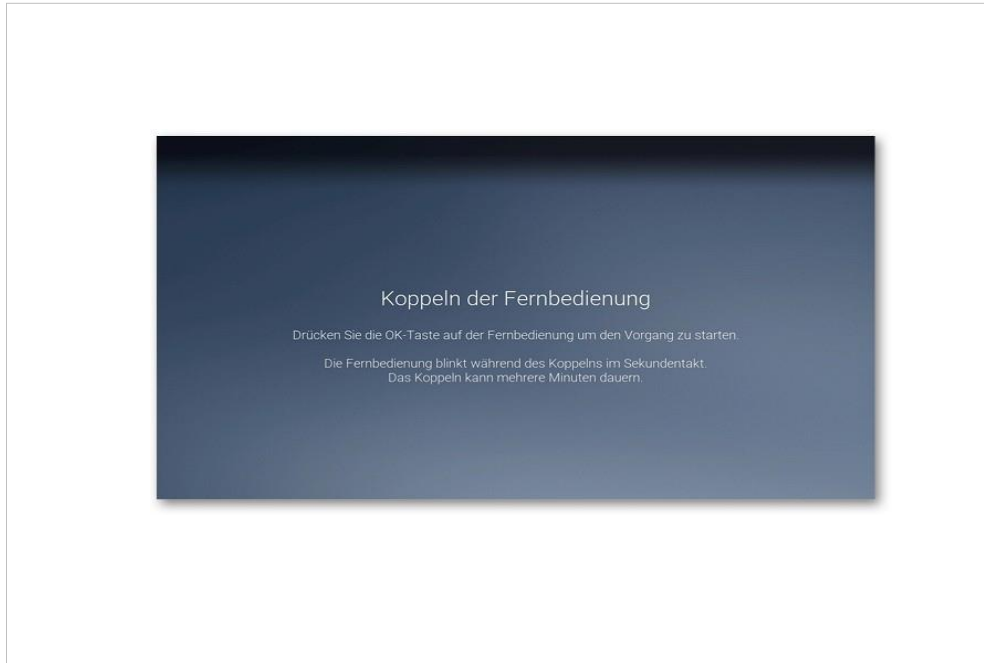 Koppeln der Fernbedienung
Drücken Sie die OK-Taste auf der Fernbedienung um den Vorgang zu starten.
Die Fernbedienung blinkt während des Koppelns im Sekundentakt.
Das Koppeln kann mehrere Minuten dauern.